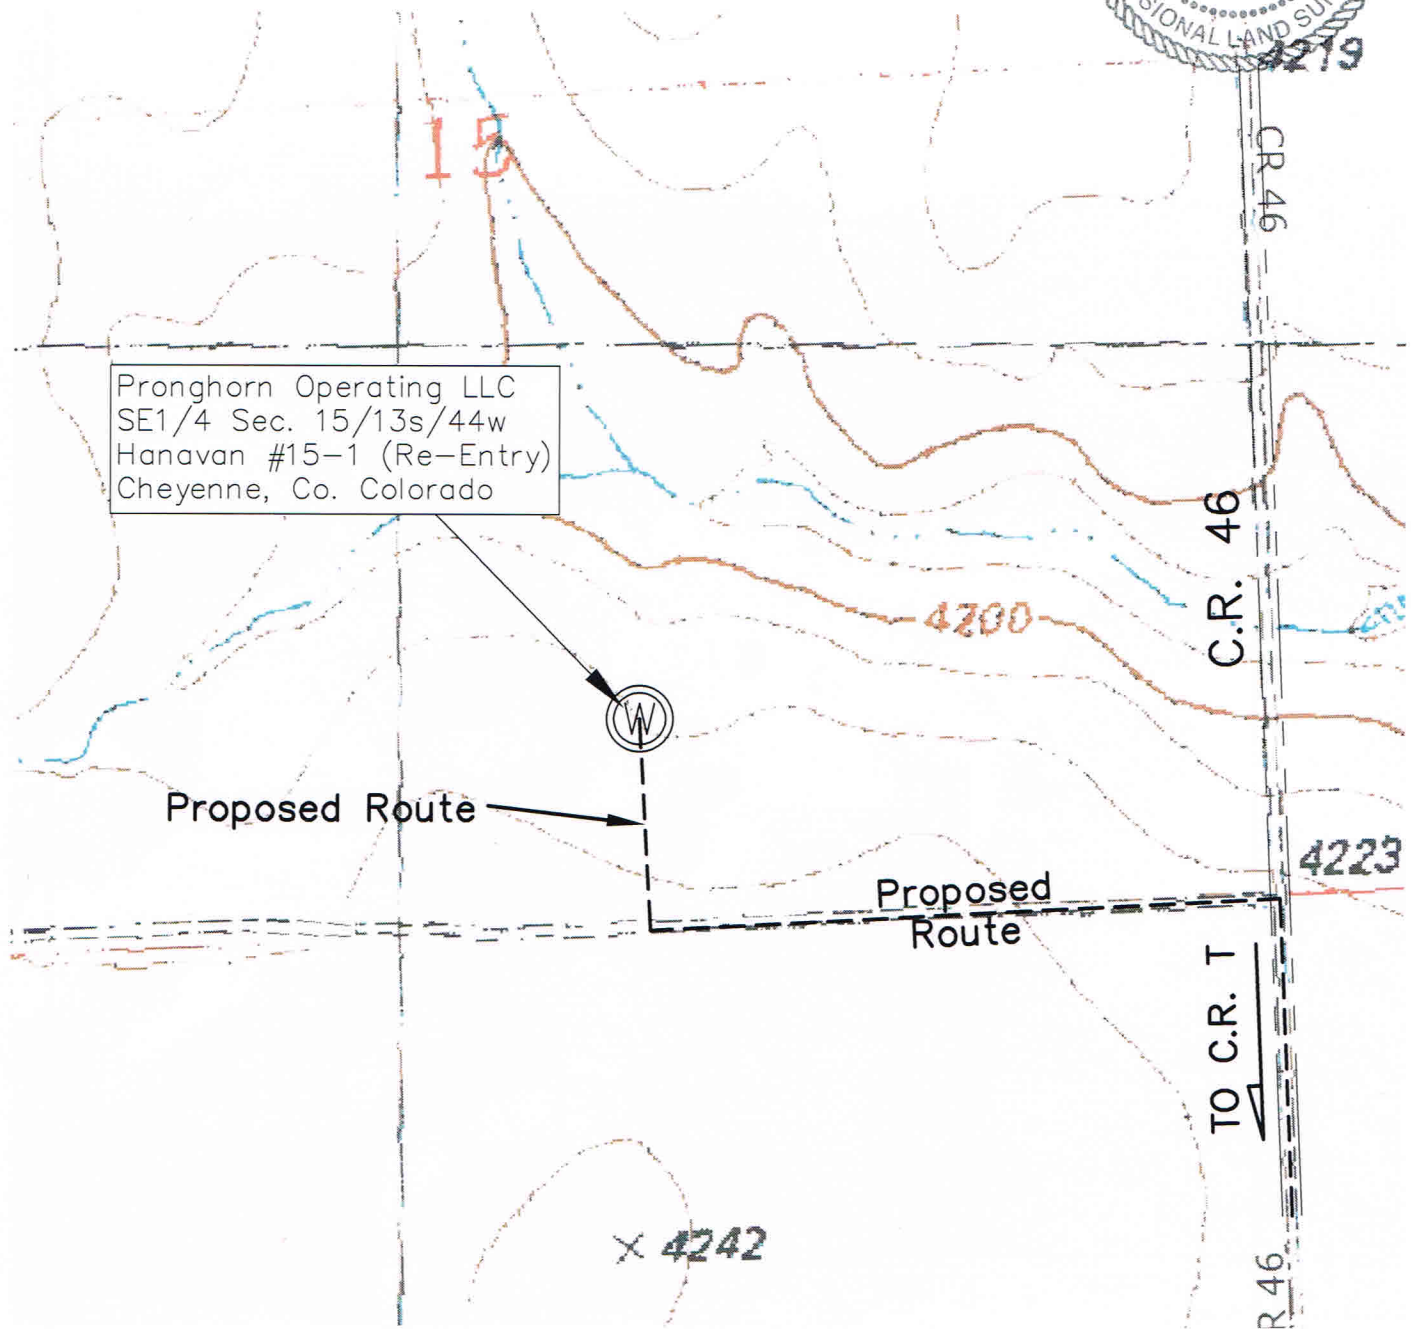 SIONAL LAND SU
4219
15
CR 46
Pronghorn Operating LLC
SE1/4 Sec. 15/13s/44w
Hanavan #15-1 (Re-Entry)
Cheyenne, Co. Colorado
C.R. 46
4200
W
Proposed Route
4223
Proposed
Route
TO C.R. T
4242
R 46